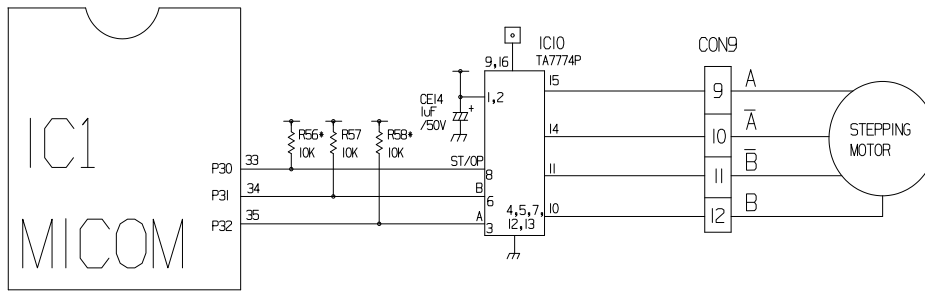 IC1
MICOM
P30
33
P31
34
P32
35
R56*
10K
R57
10K
R58*
10K
CE14
1uF
/50V
+
ST/OP
B
A
IC10
TA7774P
9,16
1,2
8
6
3
4,5,7,
12,13
15
14
11
10
CON9
9
10
11
12
A
A̅
B̅
B
STEPPING
MOTOR